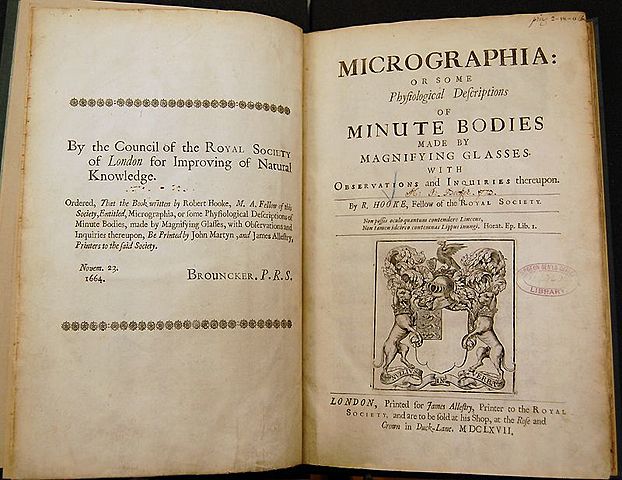 By the Council of the ROYAL SOCIETY
of London for Improving of Natural
Knowledge.
Ordered, That the Book written by Robert Hooke, M. A. Fellow of this
Society, Entitled, Micrographia, or some Phyſiological Deſcriptions of
Minute Bodies, made by Magnifying Glaſſes, with Obſervations and
Inquiries thereupon, Be Printed by John Martyn, and James Alleſtry,
Printers to the ſaid Society.
Novem. 23.
1664.
BROUNCKER. P. R. S.
MICROGRAPHIA:
OR SOME
Phyſiological Deſcriptions
OF
MINUTE BODIES
MADE BY
MAGNIFYING GLASSES.
WITH
OBSERVATIONS and INQUIRIES thereupon.
By R. HOOKE, Fellow of the ROYAL SOCIETY.
Non poſſis oculo quantum contendere Linceus,
Non tamen idcirco contemnas Lippus inungi. Horat. Ep. Lib. 1.
LIBRARY
NULLIUS IN VERBA
LONDON, Printed for James Alleſtry, Printer to the ROYAL
SOCIETY, and are to be ſold at his Shop, at the Roſe and
Crown in Duck-Lane. MDCLXVII.